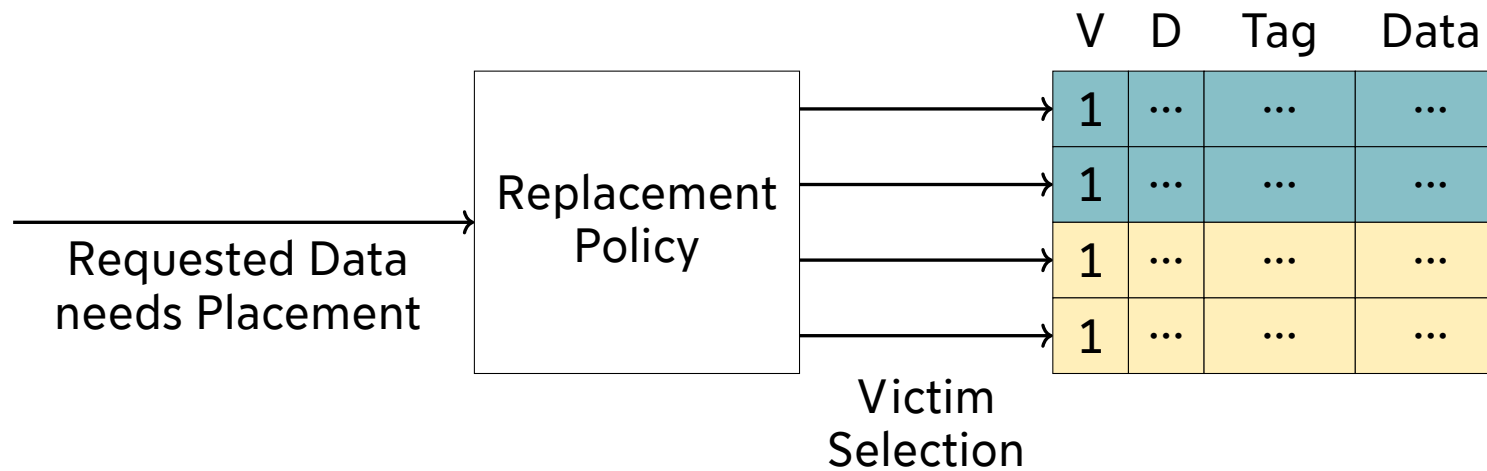 V D Tag Data
1 ... ... ...
1 ... ... ...
1 ... ... ...
1 ... ... ...
Replacement
Policy
Requested Data
needs Placement
Victim
Selection